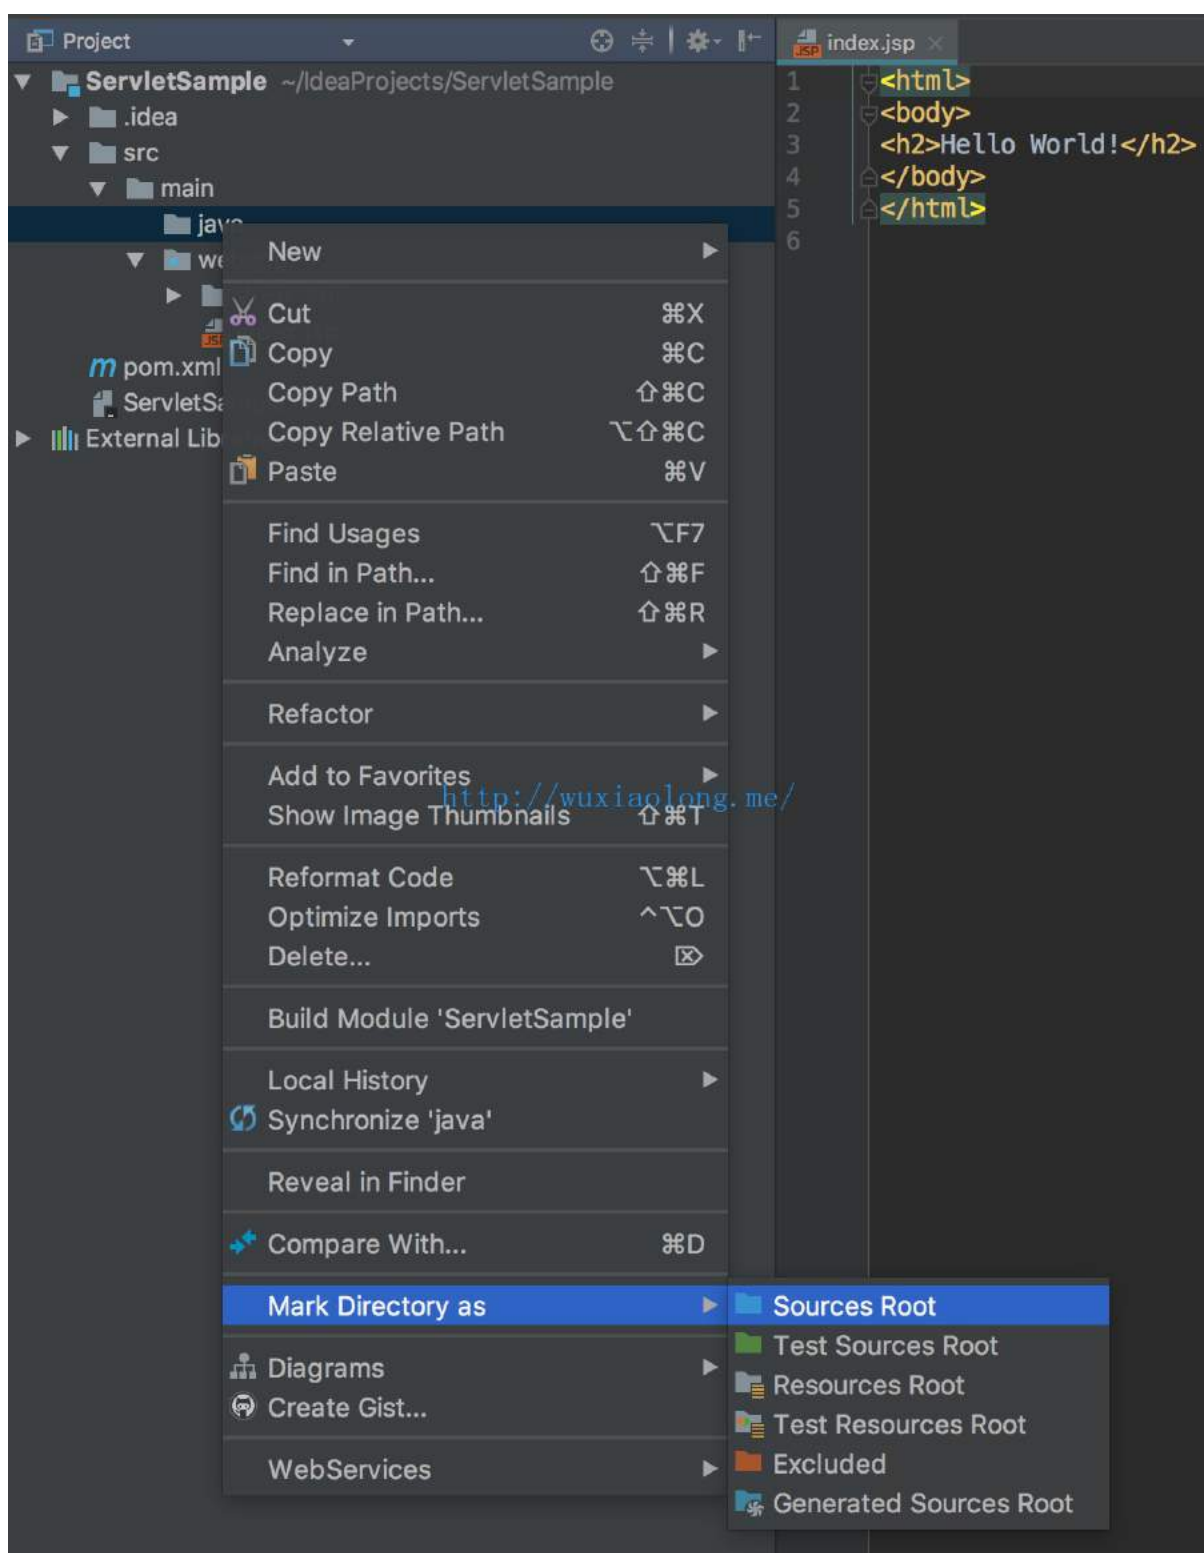 Project
index.jsp
ServletSample ~/IdeaProjects/ServletSample
.idea
src
main
java
pom.xml
1 <html>
2 <body>
3 <h2>Hello World!</h2>
4 </body>
5 </html>
6
New
Cut ⌘X
Copy ⌘C
Copy Path ⇧⌘C
Copy Relative Path ⌥⇧⌘C
Paste ⌘V
Find Usages ⌥F7
Find in Path... ⇧⌘F
Replace in Path... ⇧⌘R
Analyze
Refactor
Add to Favorites
http://wuxiaolong.me/
Show Image Thumbnails ⇧⌘T
Reformat Code ⌥⌘L
Optimize Imports ^⌥O
Delete... ⌦
Build Module 'ServletSample'
Local History
Synchronize 'java'
Reveal in Finder
Compare With... ⌘D
Mark Directory as
Diagrams
Create Gist...
WebServices
Sources Root
Test Sources Root
Resources Root
Test Resources Root
Excluded
Generated Sources Root
External